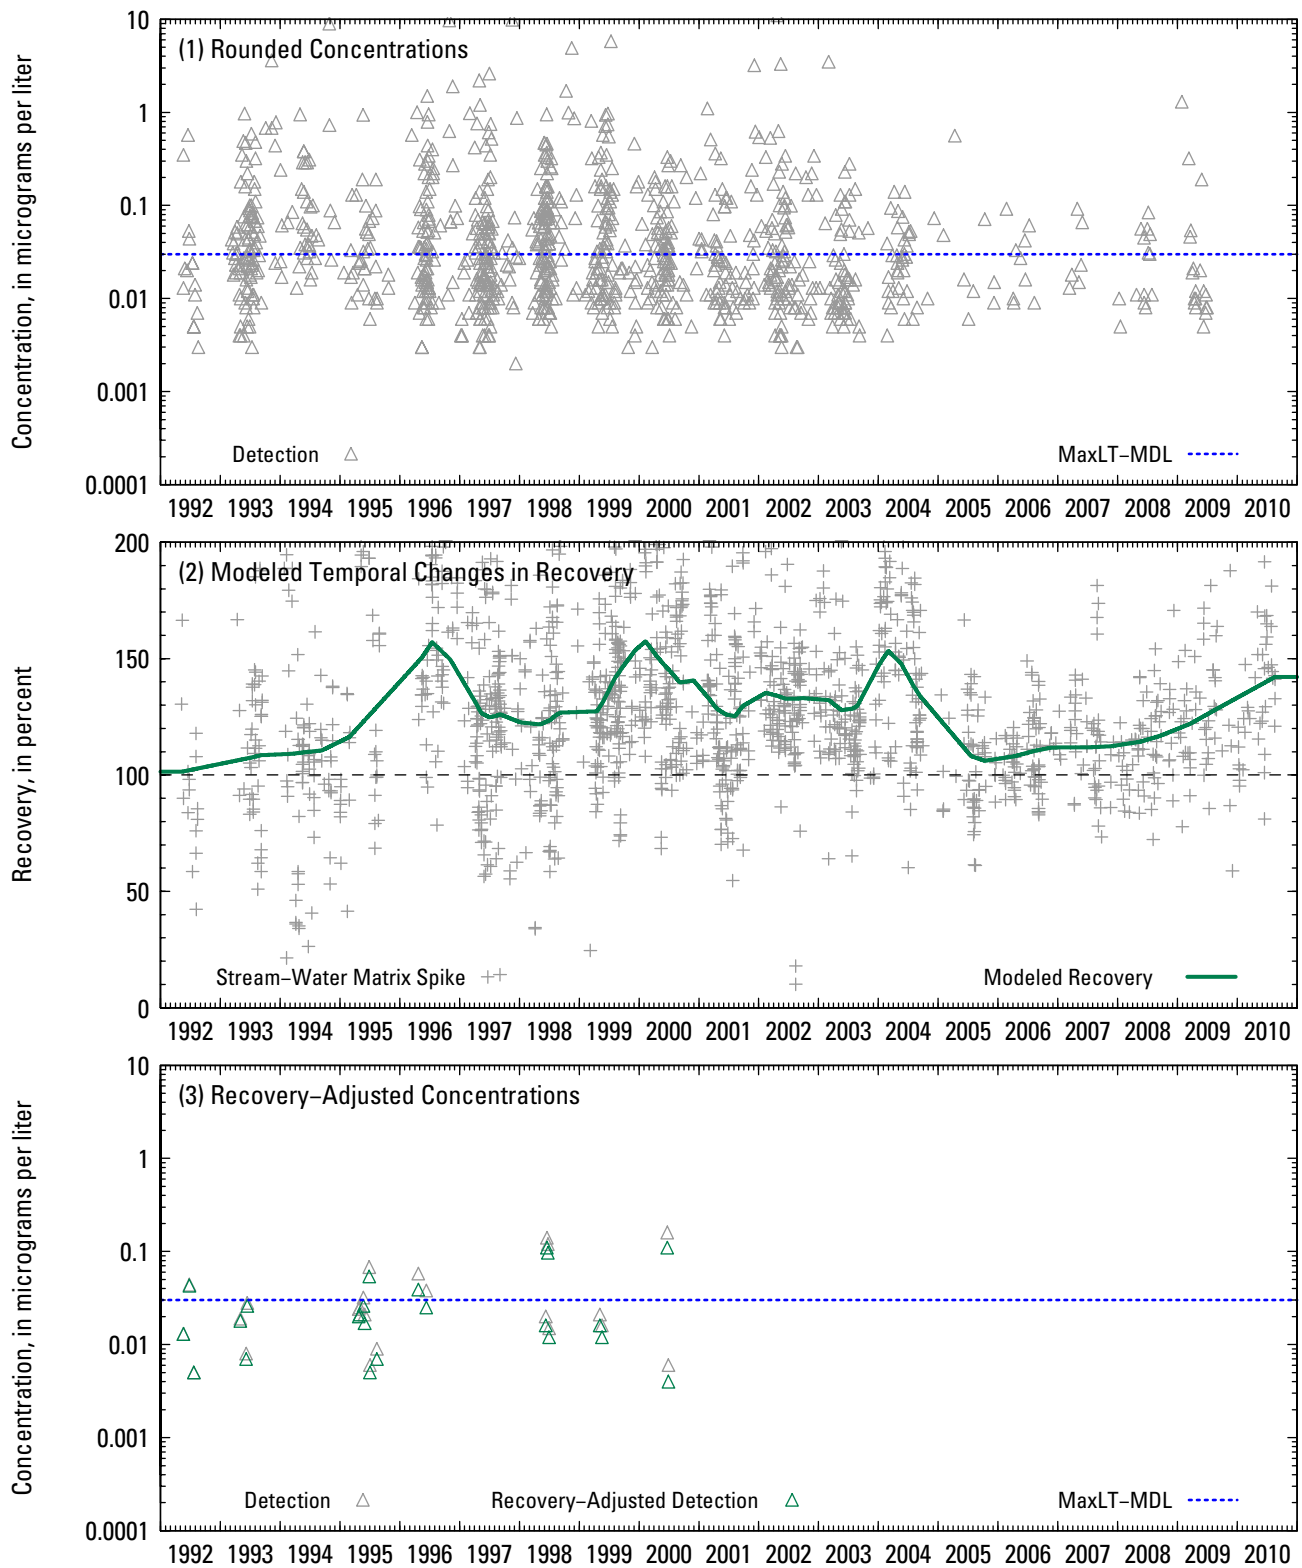 Concentration, in micrograms per liter
(1) Rounded Concentrations
10
1
0.1
0.01
0.001
0.0001
Detection
MaxLT–MDL
1992 1993 1994 1995 1996 1997 1998 1999 2000 2001 2002 2003 2004 2005 2006 2007 2008 2009 2010
Recovery, in percent
(2) Modeled Temporal Changes in Recovery
200
150
100
50
0
Stream–Water Matrix Spike
Modeled Recovery
1992 1993 1994 1995 1996 1997 1998 1999 2000 2001 2002 2003 2004 2005 2006 2007 2008 2009 2010
Concentration, in micrograms per liter
(3) Recovery–Adjusted Concentrations
10
1
0.1
0.01
0.001
0.0001
Detection
Recovery–Adjusted Detection
MaxLT–MDL
1992 1993 1994 1995 1996 1997 1998 1999 2000 2001 2002 2003 2004 2005 2006 2007 2008 2009 2010